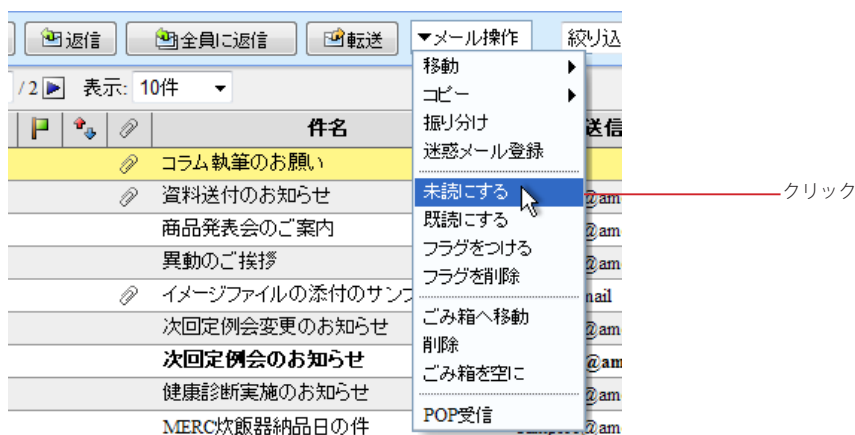 返信 全員に返信 転送 ▼メール操作 絞り込
/ 2 表示: 10件
移動
コピー
振り分け
迷惑メール登録
未読にする
既読にする
フラグをつける
フラグを削除
ごみ箱へ移動
削除
ごみ箱を空に
POP受信
クリック
件名 送信
コラム執筆のお願い
資料送付のお知らせ @am
商品発表会のご案内 @am
異動のご挨拶 @am
イメージファイルの添付のサンプ mail
次回定例会変更のお知らせ @am
次回定例会のお知らせ @am
健康診断実施のお知らせ @am
MERC炊飯器納品日の件 @am